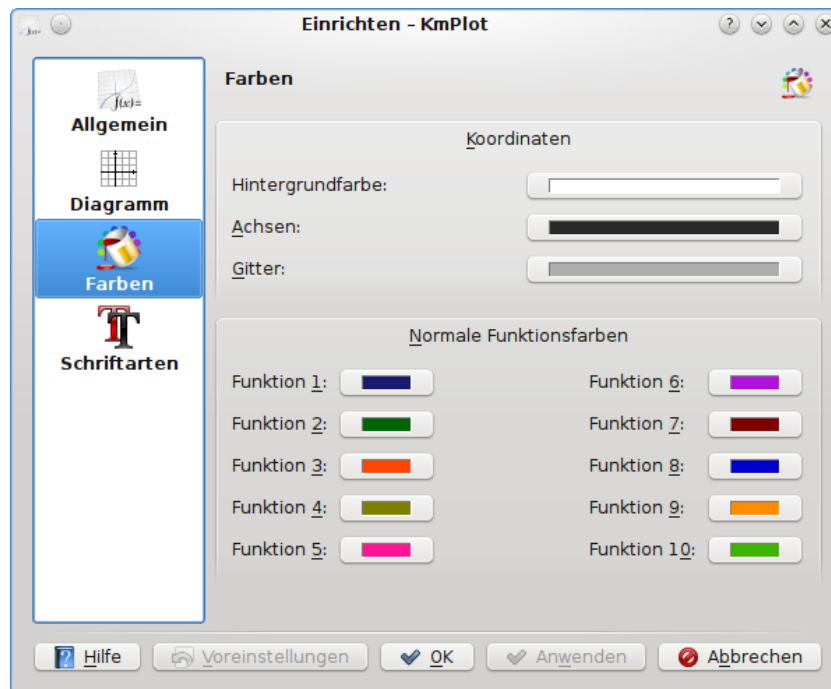 Einrichten – KmPlot
f(x)=
Allgemein
Diagramm
Farben
Schriftarten
Farben
Koordinaten
Hintergrundfarbe:
Achsen:
Gitter:
Normale Funktionsfarben
Funktion 1:
Funktion 2:
Funktion 3:
Funktion 4:
Funktion 5:
Funktion 6:
Funktion 7:
Funktion 8:
Funktion 9:
Funktion 10:
Hilfe
Voreinstellungen
OK
Anwenden
Abbrechen